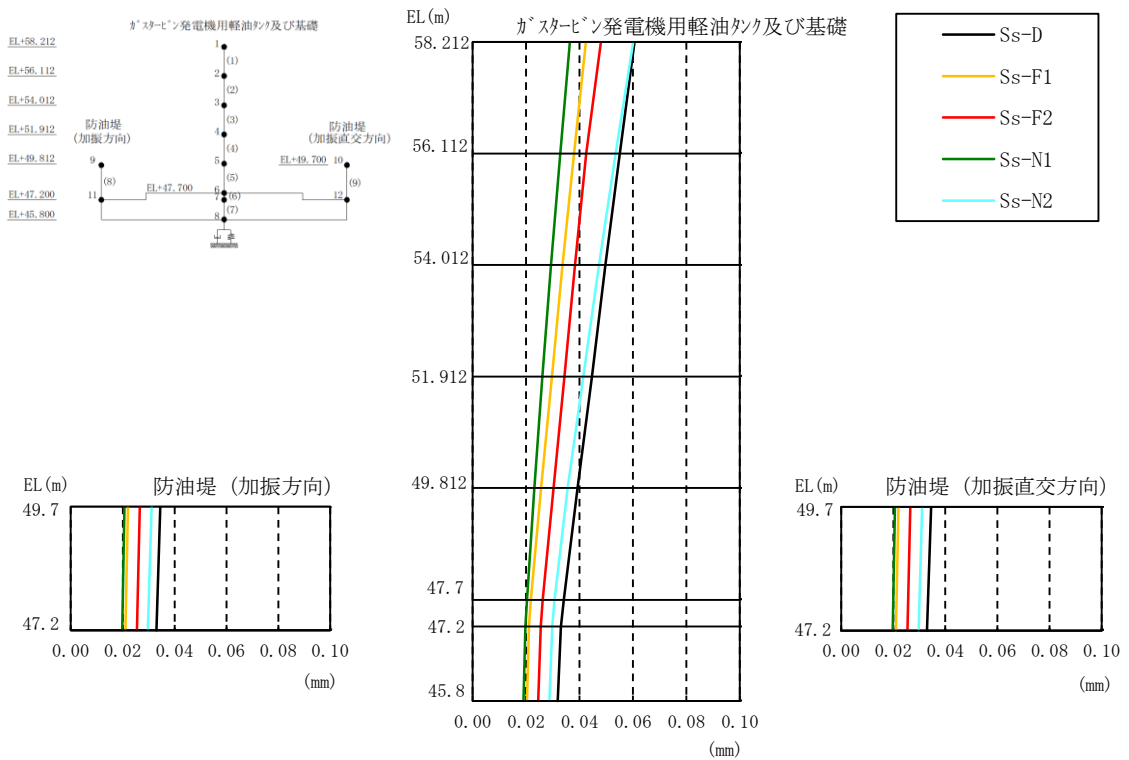 ガスタービン発電機用軽油タンク及び基礎
EL+58.212
EL+56.112
EL+54.012
EL+51.912
EL+49.812
EL+47.200
EL+45.800
1
(1)
2
(2)
3
(3)
4
(4)
5
(5)
6
7
(6)
(7)
8
防油堤
(加振方向)
9
(8)
11
EL+47.700
防油堤
(加振直交方向)
EL+49.700
10
(9)
12
EL(m)
ガスタービン発電機用軽油タンク及び基礎
58.212
56.112
54.012
51.912
49.812
47.7
47.2
45.8
0.00 0.02 0.04 0.06 0.08 0.10
(mm)
Ss-D
Ss-F1
Ss-F2
Ss-N1
Ss-N2
EL(m)
防油堤 (加振方向)
49.7
47.2
0.00 0.02 0.04 0.06 0.08 0.10
(mm)
EL(m)
防油堤 (加振直交方向)
49.7
47.2
0.00 0.02 0.04 0.06 0.08 0.10
(mm)